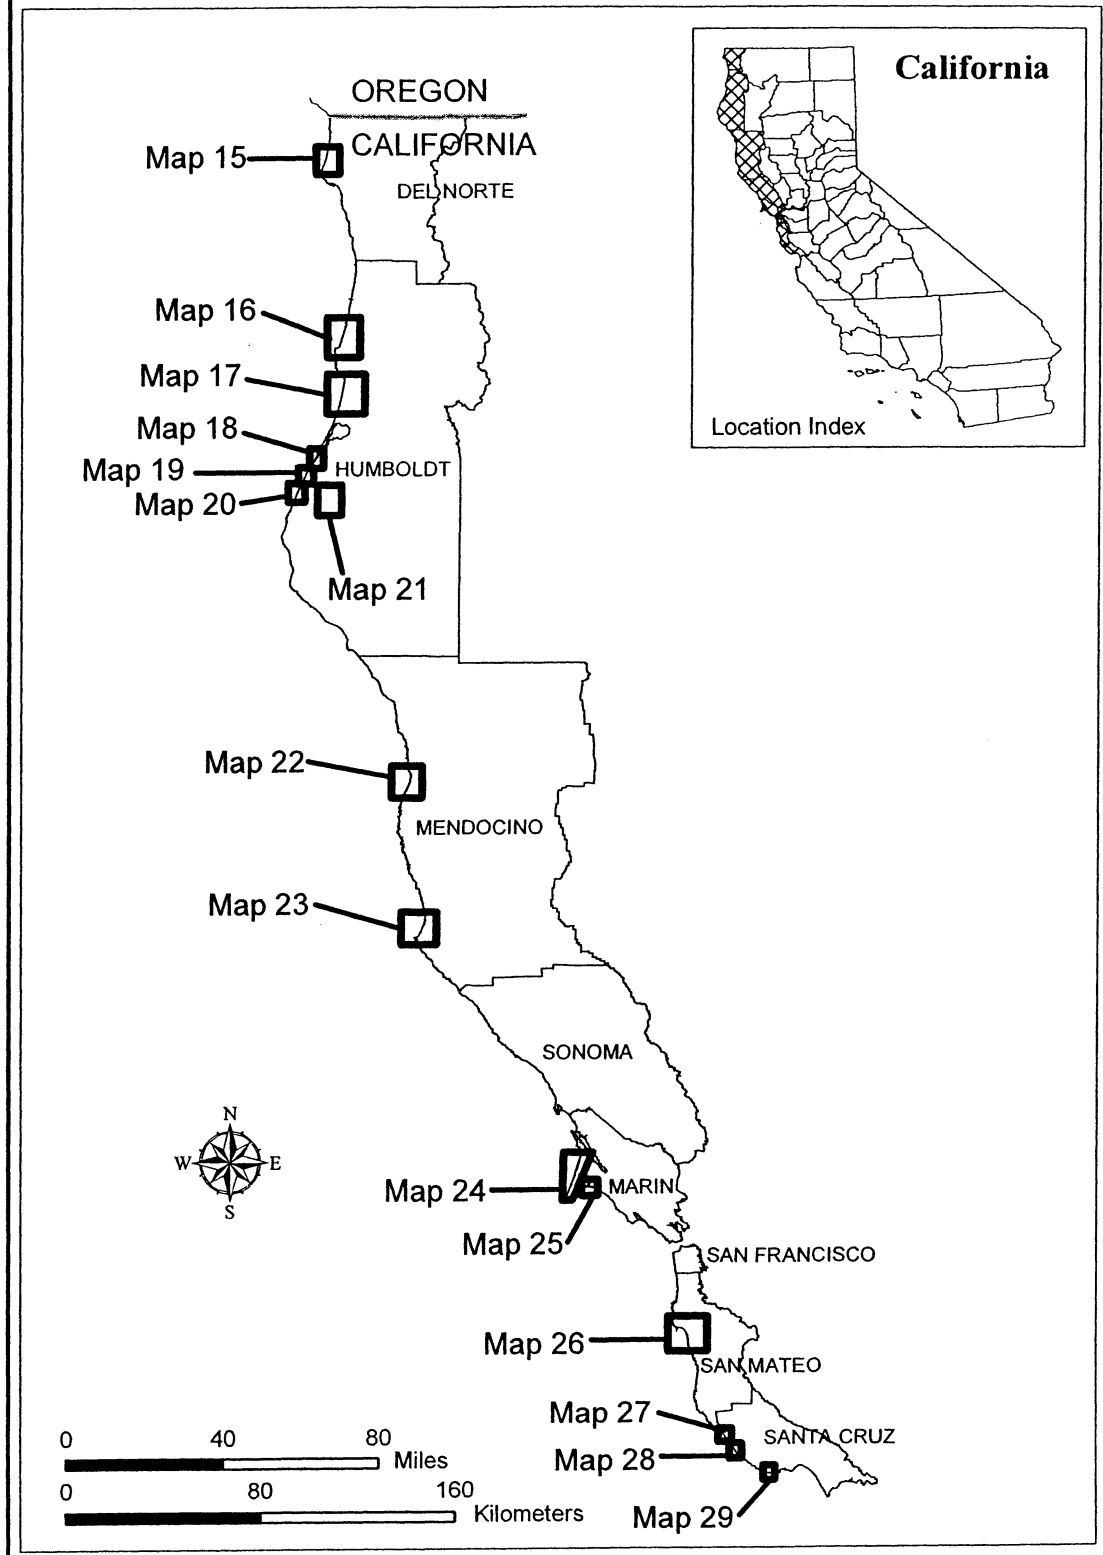 California
Location Index
OREGON
CALIFORNIA
Map 15
DEL NORTE
Map 16
Map 17
Map 18
Map 19
HUMBOLDT
Map 20
Map 21
Map 22
MENDOCINO
Map 23
SONOMA
N
W E
S
Map 24
MARIN
Map 25
SAN FRANCISCO
Map 26
SAN MATEO
Map 27
SANTA CRUZ
Map 28
Map 29
0 40 80
Miles
0 80 160
Kilometers